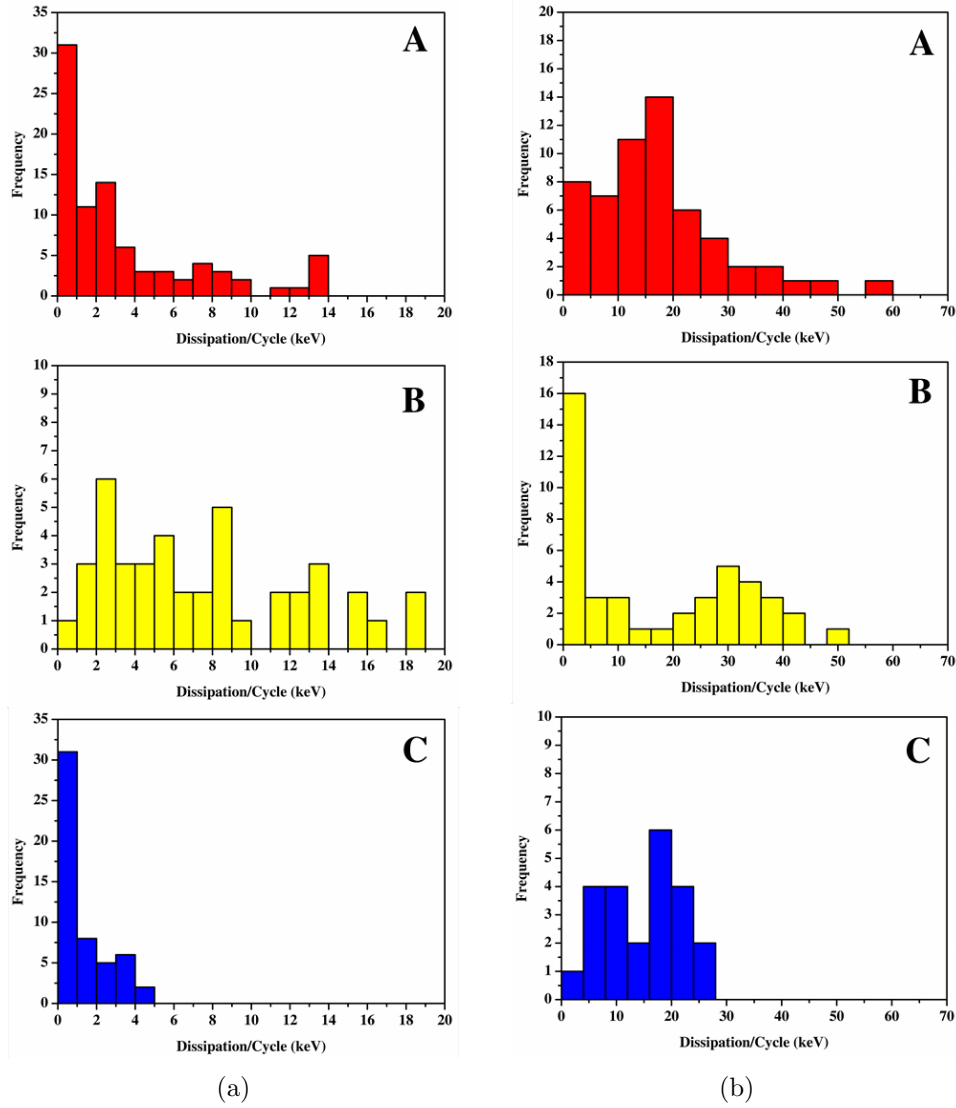 A
35
30
25
20
15
10
5
0
Frequency
0 2 4 6 8 10 12 14 16 18 20
Dissipation/Cycle (keV)
B
10
9
8
7
6
5
4
3
2
1
0
Frequency
0 2 4 6 8 10 12 14 16 18 20
Dissipation/Cycle (keV)
C
35
30
25
20
15
10
5
0
Frequency
0 2 4 6 8 10 12 14 16 18 20
Dissipation/Cycle (keV)
(a)
A
20
18
16
14
12
10
8
6
4
2
0
Frequency
0 10 20 30 40 50 60 70
Dissipation/Cycle (keV)
B
18
16
14
12
10
8
6
4
2
0
Frequency
0 10 20 30 40 50 60 70
Dissipation/Cycle (keV)
C
10
9
8
7
6
5
4
3
2
1
0
Frequency
0 10 20 30 40 50 60 70
Dissipation/Cycle (keV)
(b)